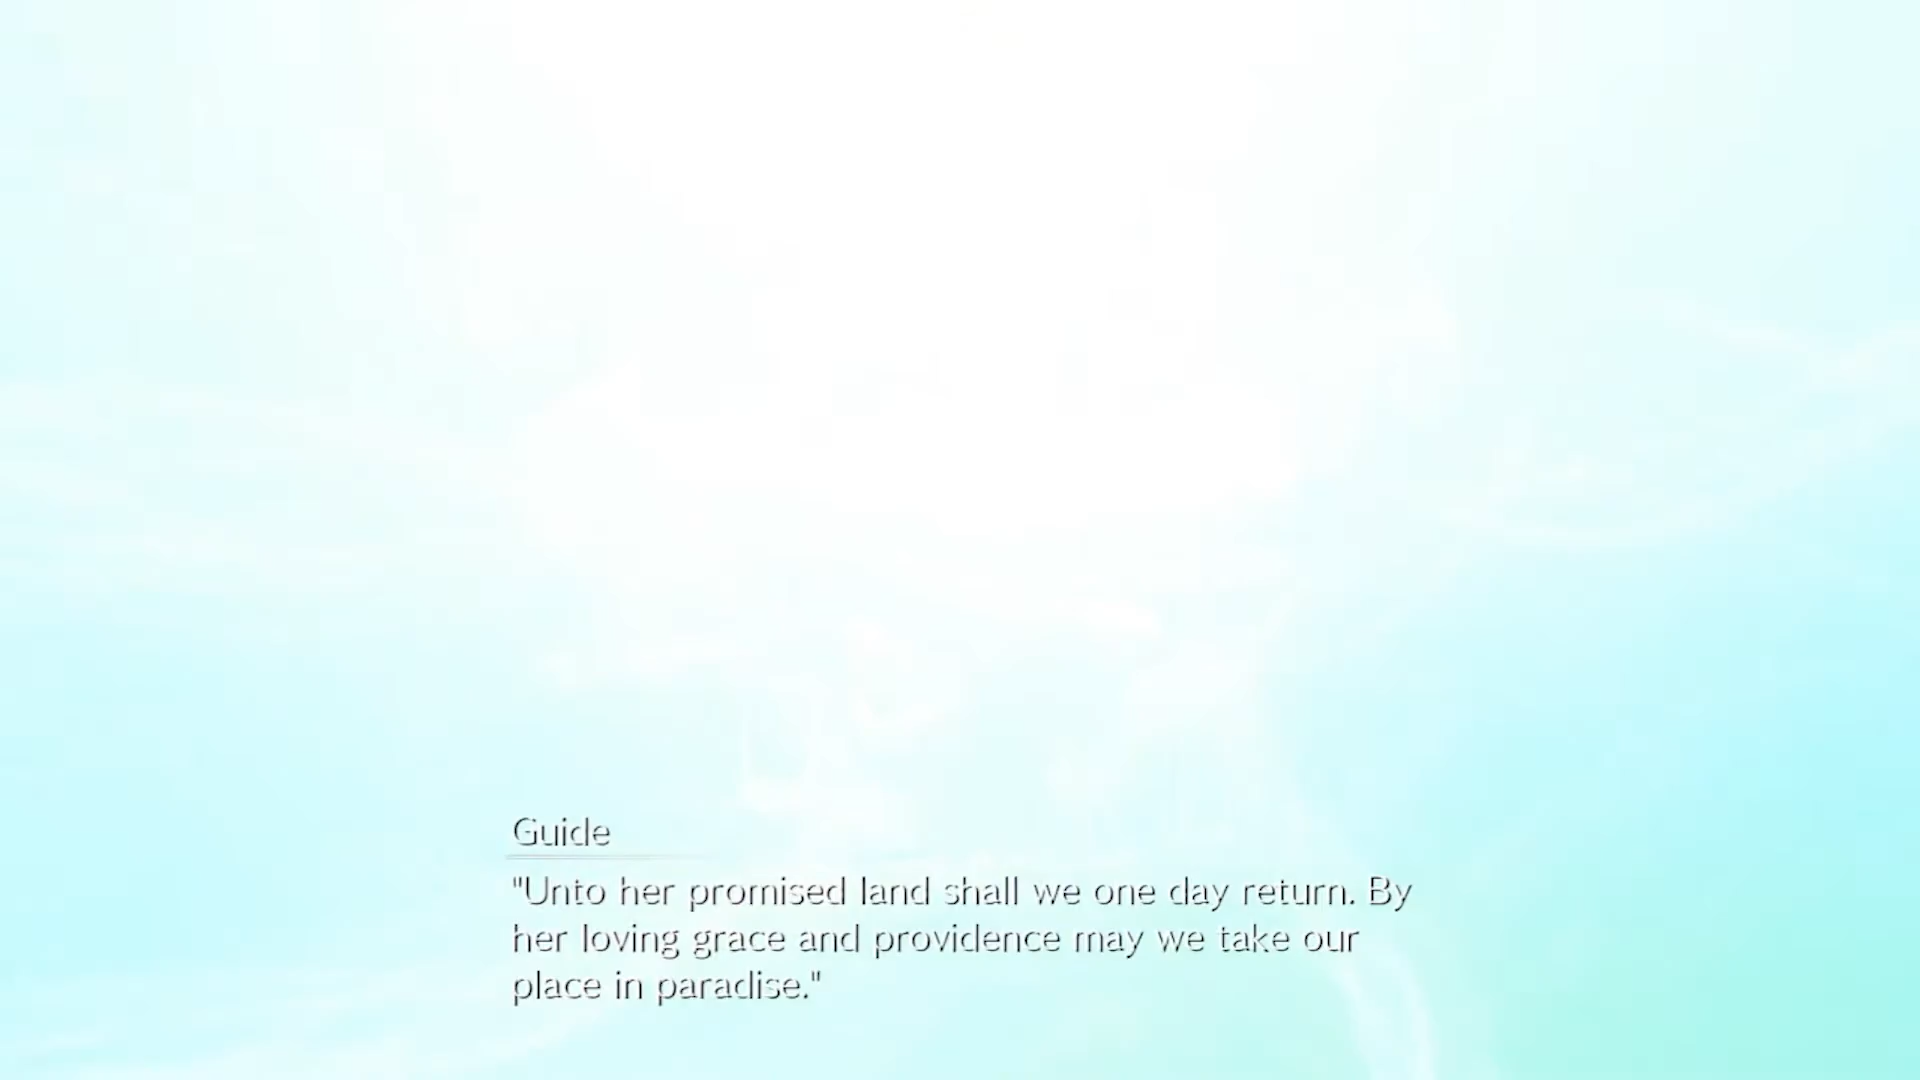 Guide
"Unto her promised land shall we one day return. By
her loving grace and providence may we take our
place in paradise."